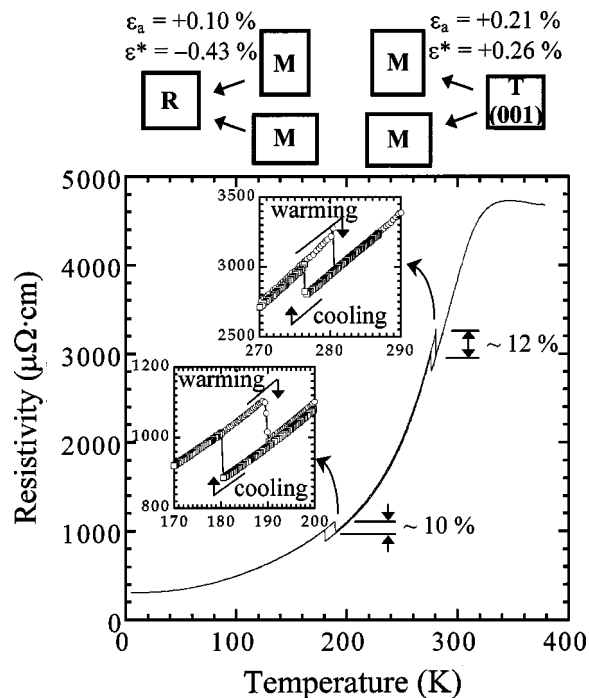 εa = +0.10 %
ε* = −0.43 %
εa = +0.21 %
ε* = +0.26 %
M
M
R
T
(001)
M
M
5000
4000
3000
2000
1000
0
Resistivity (μΩ·cm)
3500
3000
2500
warming
cooling
270
280
290
~ 12 %
1200
1000
800
warming
cooling
170
180
190
200
~ 10 %
0
100
200
300
400
Temperature (K)